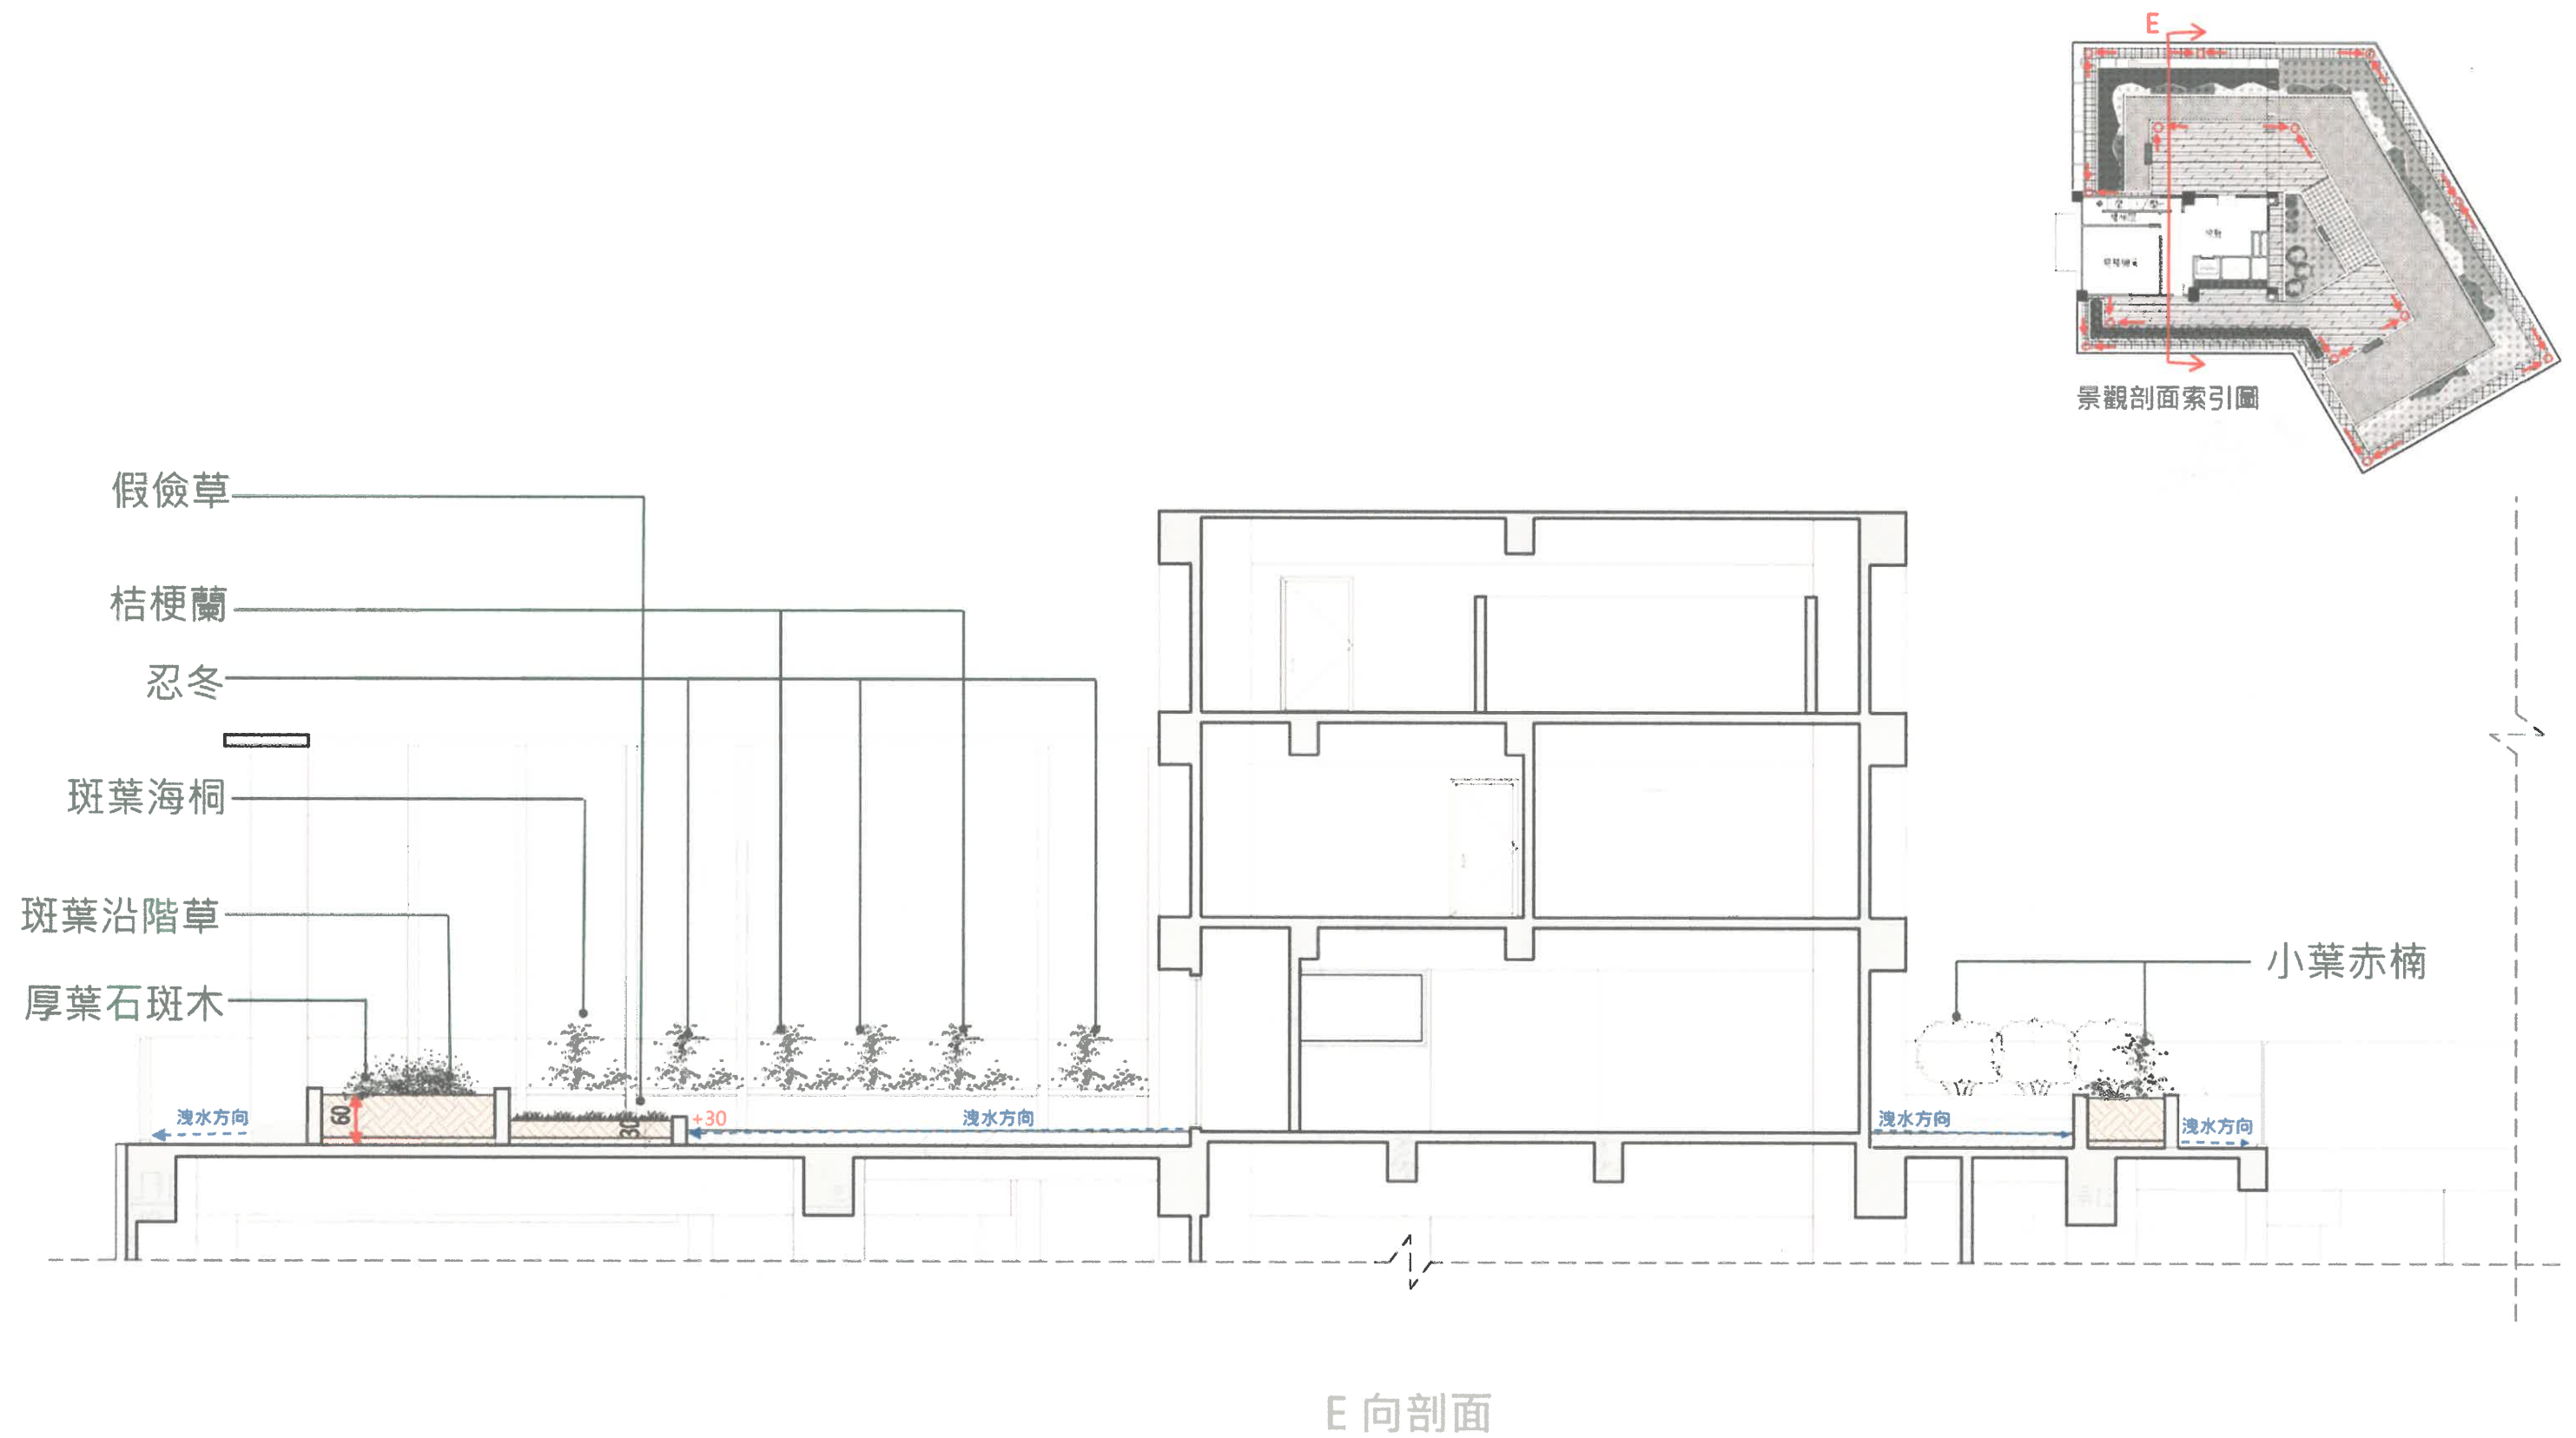 E
景觀剖面索引圖
假儉草
桔梗蘭
忍冬
斑葉海桐
斑葉沿階草
厚葉石斑木
小葉赤楠
洩水方向
60
30
+30
洩水方向
洩水方向
洩水方向
E 向剖面